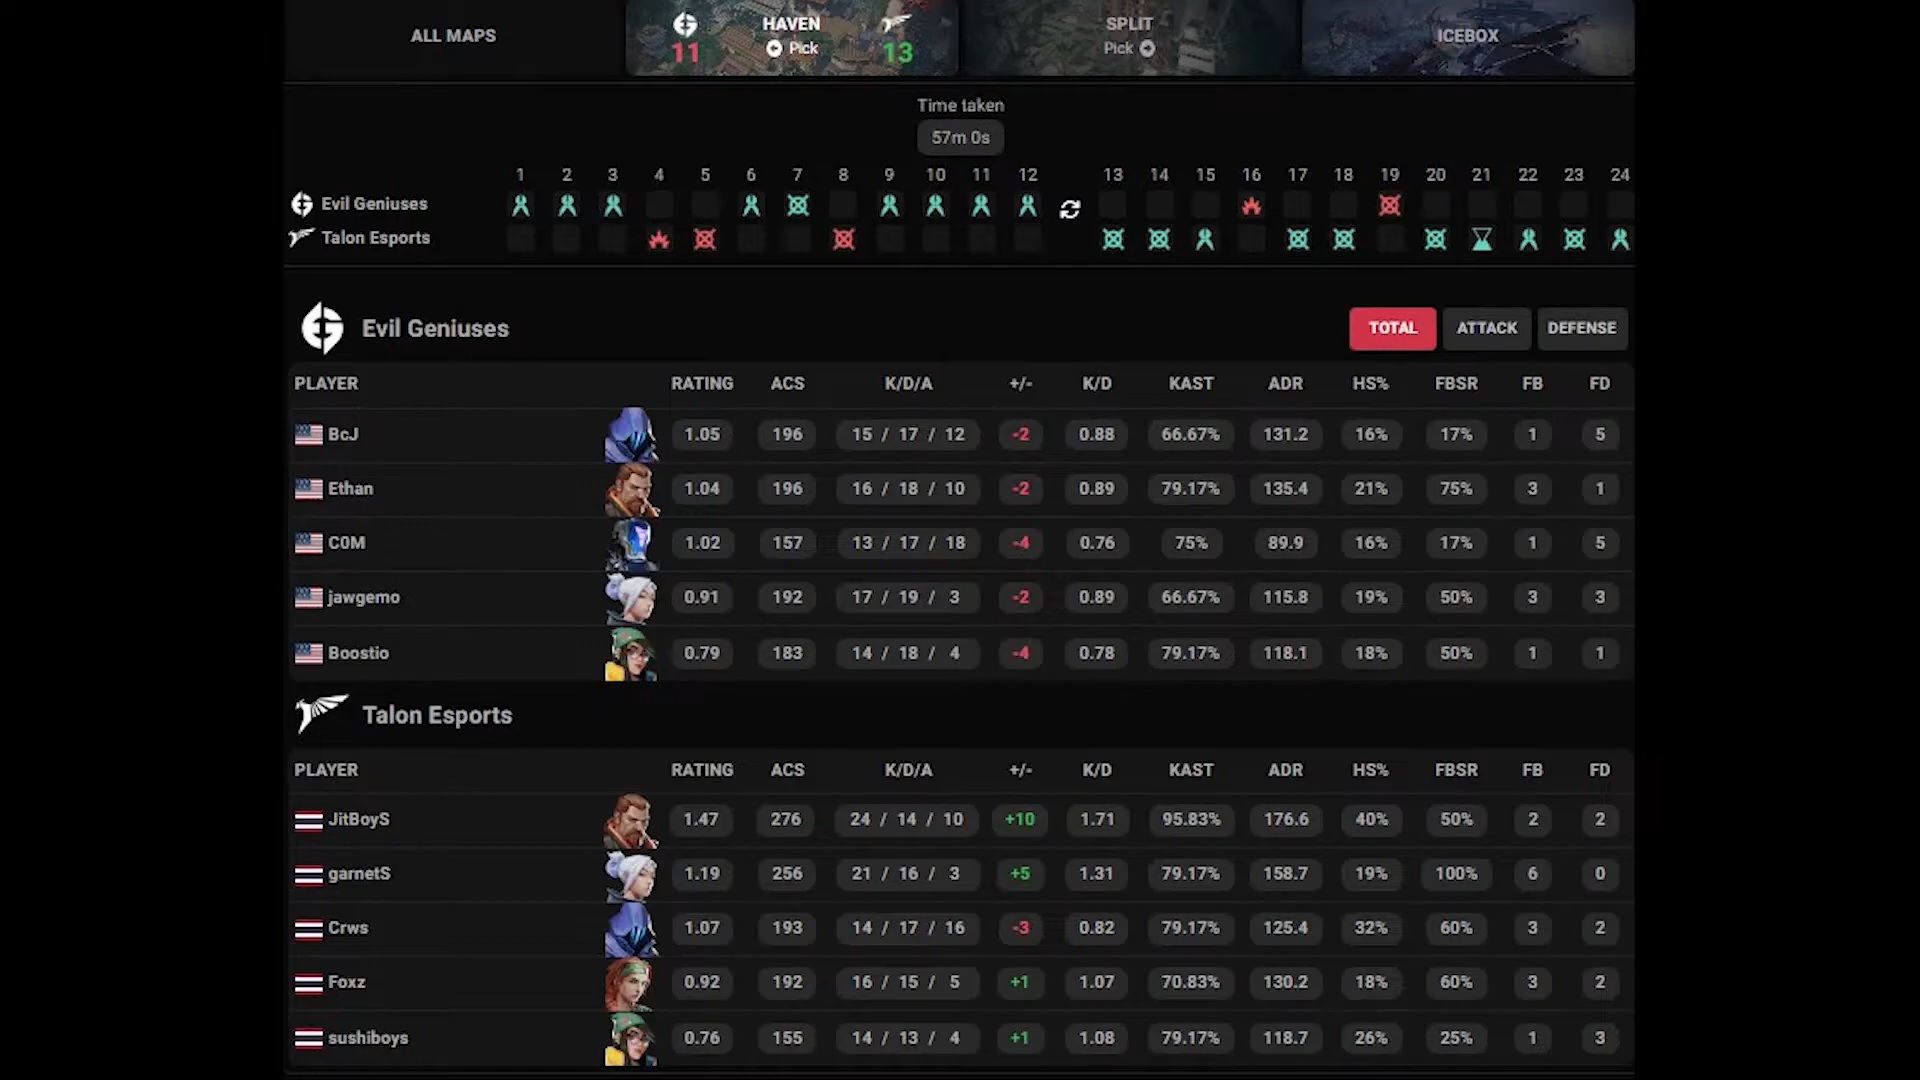 ALL MAPS
HAVEN
11 Pick 13
SPLIT
Pick
ICEBOX
Time taken
57m 0s
1 2 3 4 5 6 7 8 9 10 11 12 13 14 15 16 17 18 19 20 21 22 23 24
Evil Geniuses
Talon Esports
Evil Geniuses
TOTAL ATTACK DEFENSE
PLAYER RATING ACS K/D/A +/- K/D KAST ADR HS% FBSR FB FD
BcJ 1.05 196 15 / 17 / 12 -2 0.88 66.67% 131.2 16% 17% 1 5
Ethan 1.04 196 16 / 18 / 10 -2 0.89 79.17% 135.4 21% 75% 3 1
C0M 1.02 157 13 / 17 / 18 -4 0.76 75% 89.9 16% 17% 1 5
jawgemo 0.91 192 17 / 19 / 3 -2 0.89 66.67% 115.8 19% 50% 3 3
Boostio 0.79 183 14 / 18 / 4 -4 0.78 79.17% 118.1 18% 50% 1 1
Talon Esports
PLAYER RATING ACS K/D/A +/- K/D KAST ADR HS% FBSR FB FD
JitBoyS 1.47 276 24 / 14 / 10 +10 1.71 95.83% 176.6 40% 50% 2 2
garnetS 1.19 256 21 / 16 / 3 +5 1.31 79.17% 158.7 19% 100% 6 0
Crws 1.07 193 14 / 17 / 16 -3 0.82 79.17% 125.4 32% 60% 3 2
Foxz 0.92 192 16 / 15 / 5 +1 1.07 70.83% 130.2 18% 60% 3 2
sushiboys 0.76 155 14 / 13 / 4 +1 1.08 79.17% 118.7 26% 25% 1 3